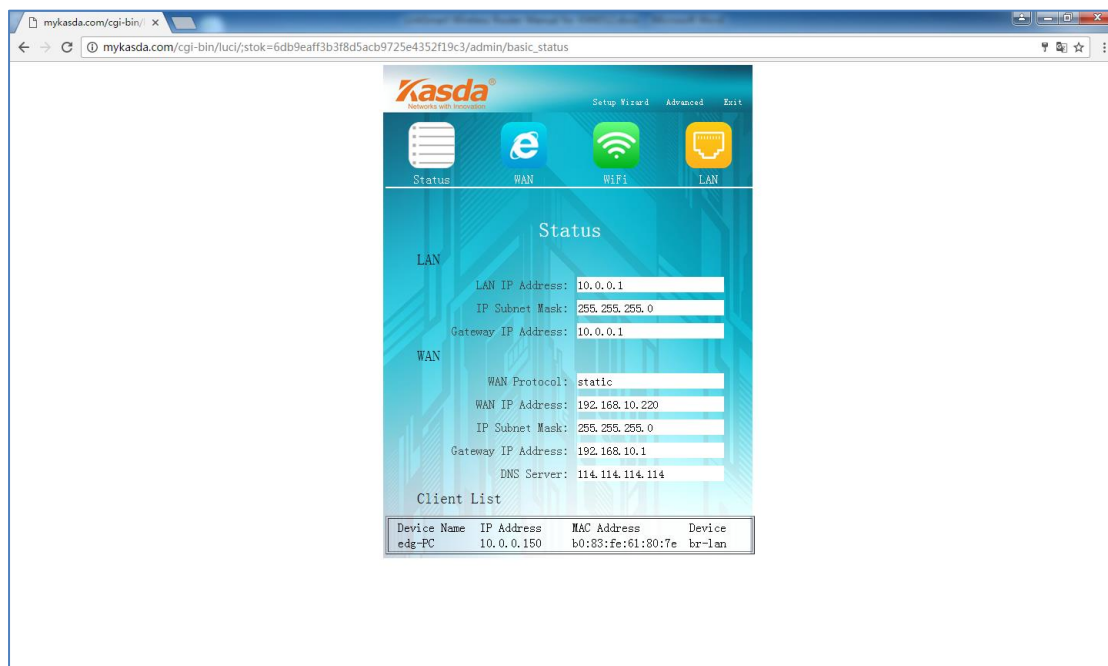 mykasda.com/cgi-bin/l
mykasda.com/cgi-bin/luci/;stok=6db9eaff3b3f8d5acb9725e4352f19c3/admin/basic_status
Kasda®
Networks with Innovation
Setup Wizard Advanced Exit
Status WAN WiFi LAN
Status
LAN
LAN IP Address: 10.0.0.1
IP Subnet Mask: 255.255.255.0
Gateway IP Address: 10.0.0.1
WAN
WAN Protocol: static
WAN IP Address: 192.168.10.220
IP Subnet Mask: 255.255.255.0
Gateway IP Address: 192.168.10.1
DNS Server: 114.114.114.114
Client List
Device Name IP Address MAC Address Device
edg-PC 10.0.0.150 b0:83:fe:61:80:7e br-lan